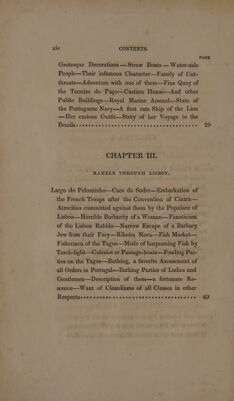 xiv CONTENTS.
PAGE
Grotesque Decorations — Straw Boats — Water-side
People—Their infamous Character—Family of Cut-
throats—Adventure with one of them—Fine Quay of
the Terreiro do Paço—Custom House—And other
Public Buildings—Royal Marine Arsenal—State of
the Portuguese Navy—A first rate Ship of the Line
—Her curious Outfit—Story of her Voyage to the
Brazils 29
CHAPTER III.
RAMBLE THROUGH LISBON.
Largo do Pelourinho—Caes do Sodre—Embarkation of
the French Troops after the Convention of Cintra—
Atrocities committed against them by the Populace of
Lisbon—Horrible Barbarity of a Woman—Fanaticism
of the Lisbon Rabble—Narrow Escape of a Barbary
Jew from their Fury—Ribeira Nova—Fish Market—
Fishermen of the Tagus—Mode of harpooning Fish by
Torch-light—Catraios or Passage-boats—Fowling Par-
ties on the Tagus—Bathing, a favorite Amusement of
all Orders in Portugal—Bathing Parties of Ladies and
Gentlemen—Description of them—a fortunate Re-
source—Want of Cleanliness of all Classes in other
Respects 49